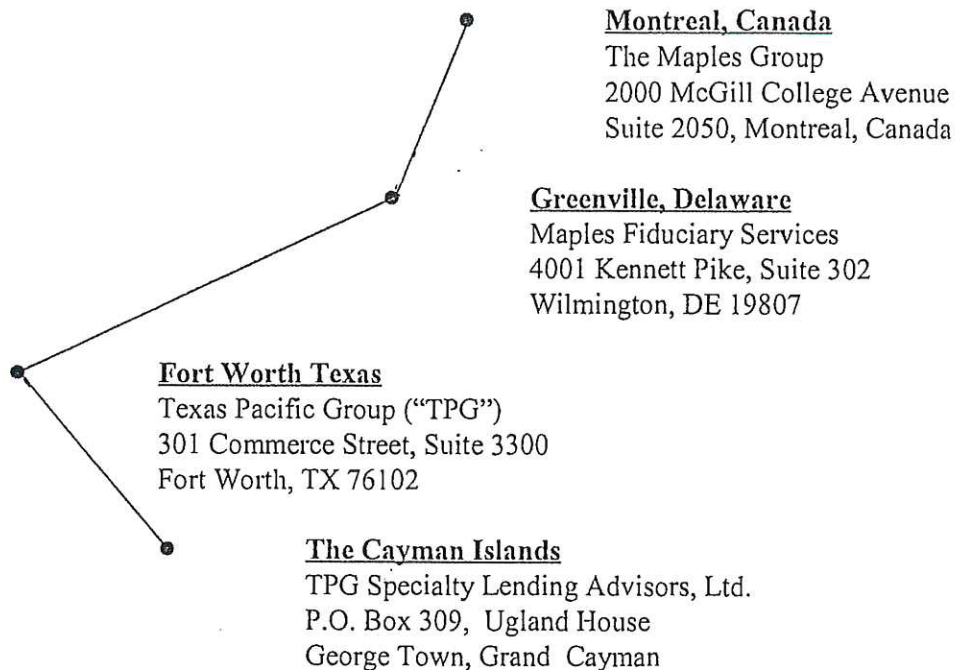 Montreal, Canada
The Maples Group
2000 McGill College Avenue
Suite 2050, Montreal, Canada
Greenville, Delaware
Maples Fiduciary Services
4001 Kennett Pike, Suite 302
Wilmington, DE 19807
Fort Worth Texas
Texas Pacific Group ("TPG")
301 Commerce Street, Suite 3300
Fort Worth, TX 76102
The Cayman Islands
TPG Specialty Lending Advisors, Ltd.
P.O. Box 309, Ugland House
George Town, Grand Cayman